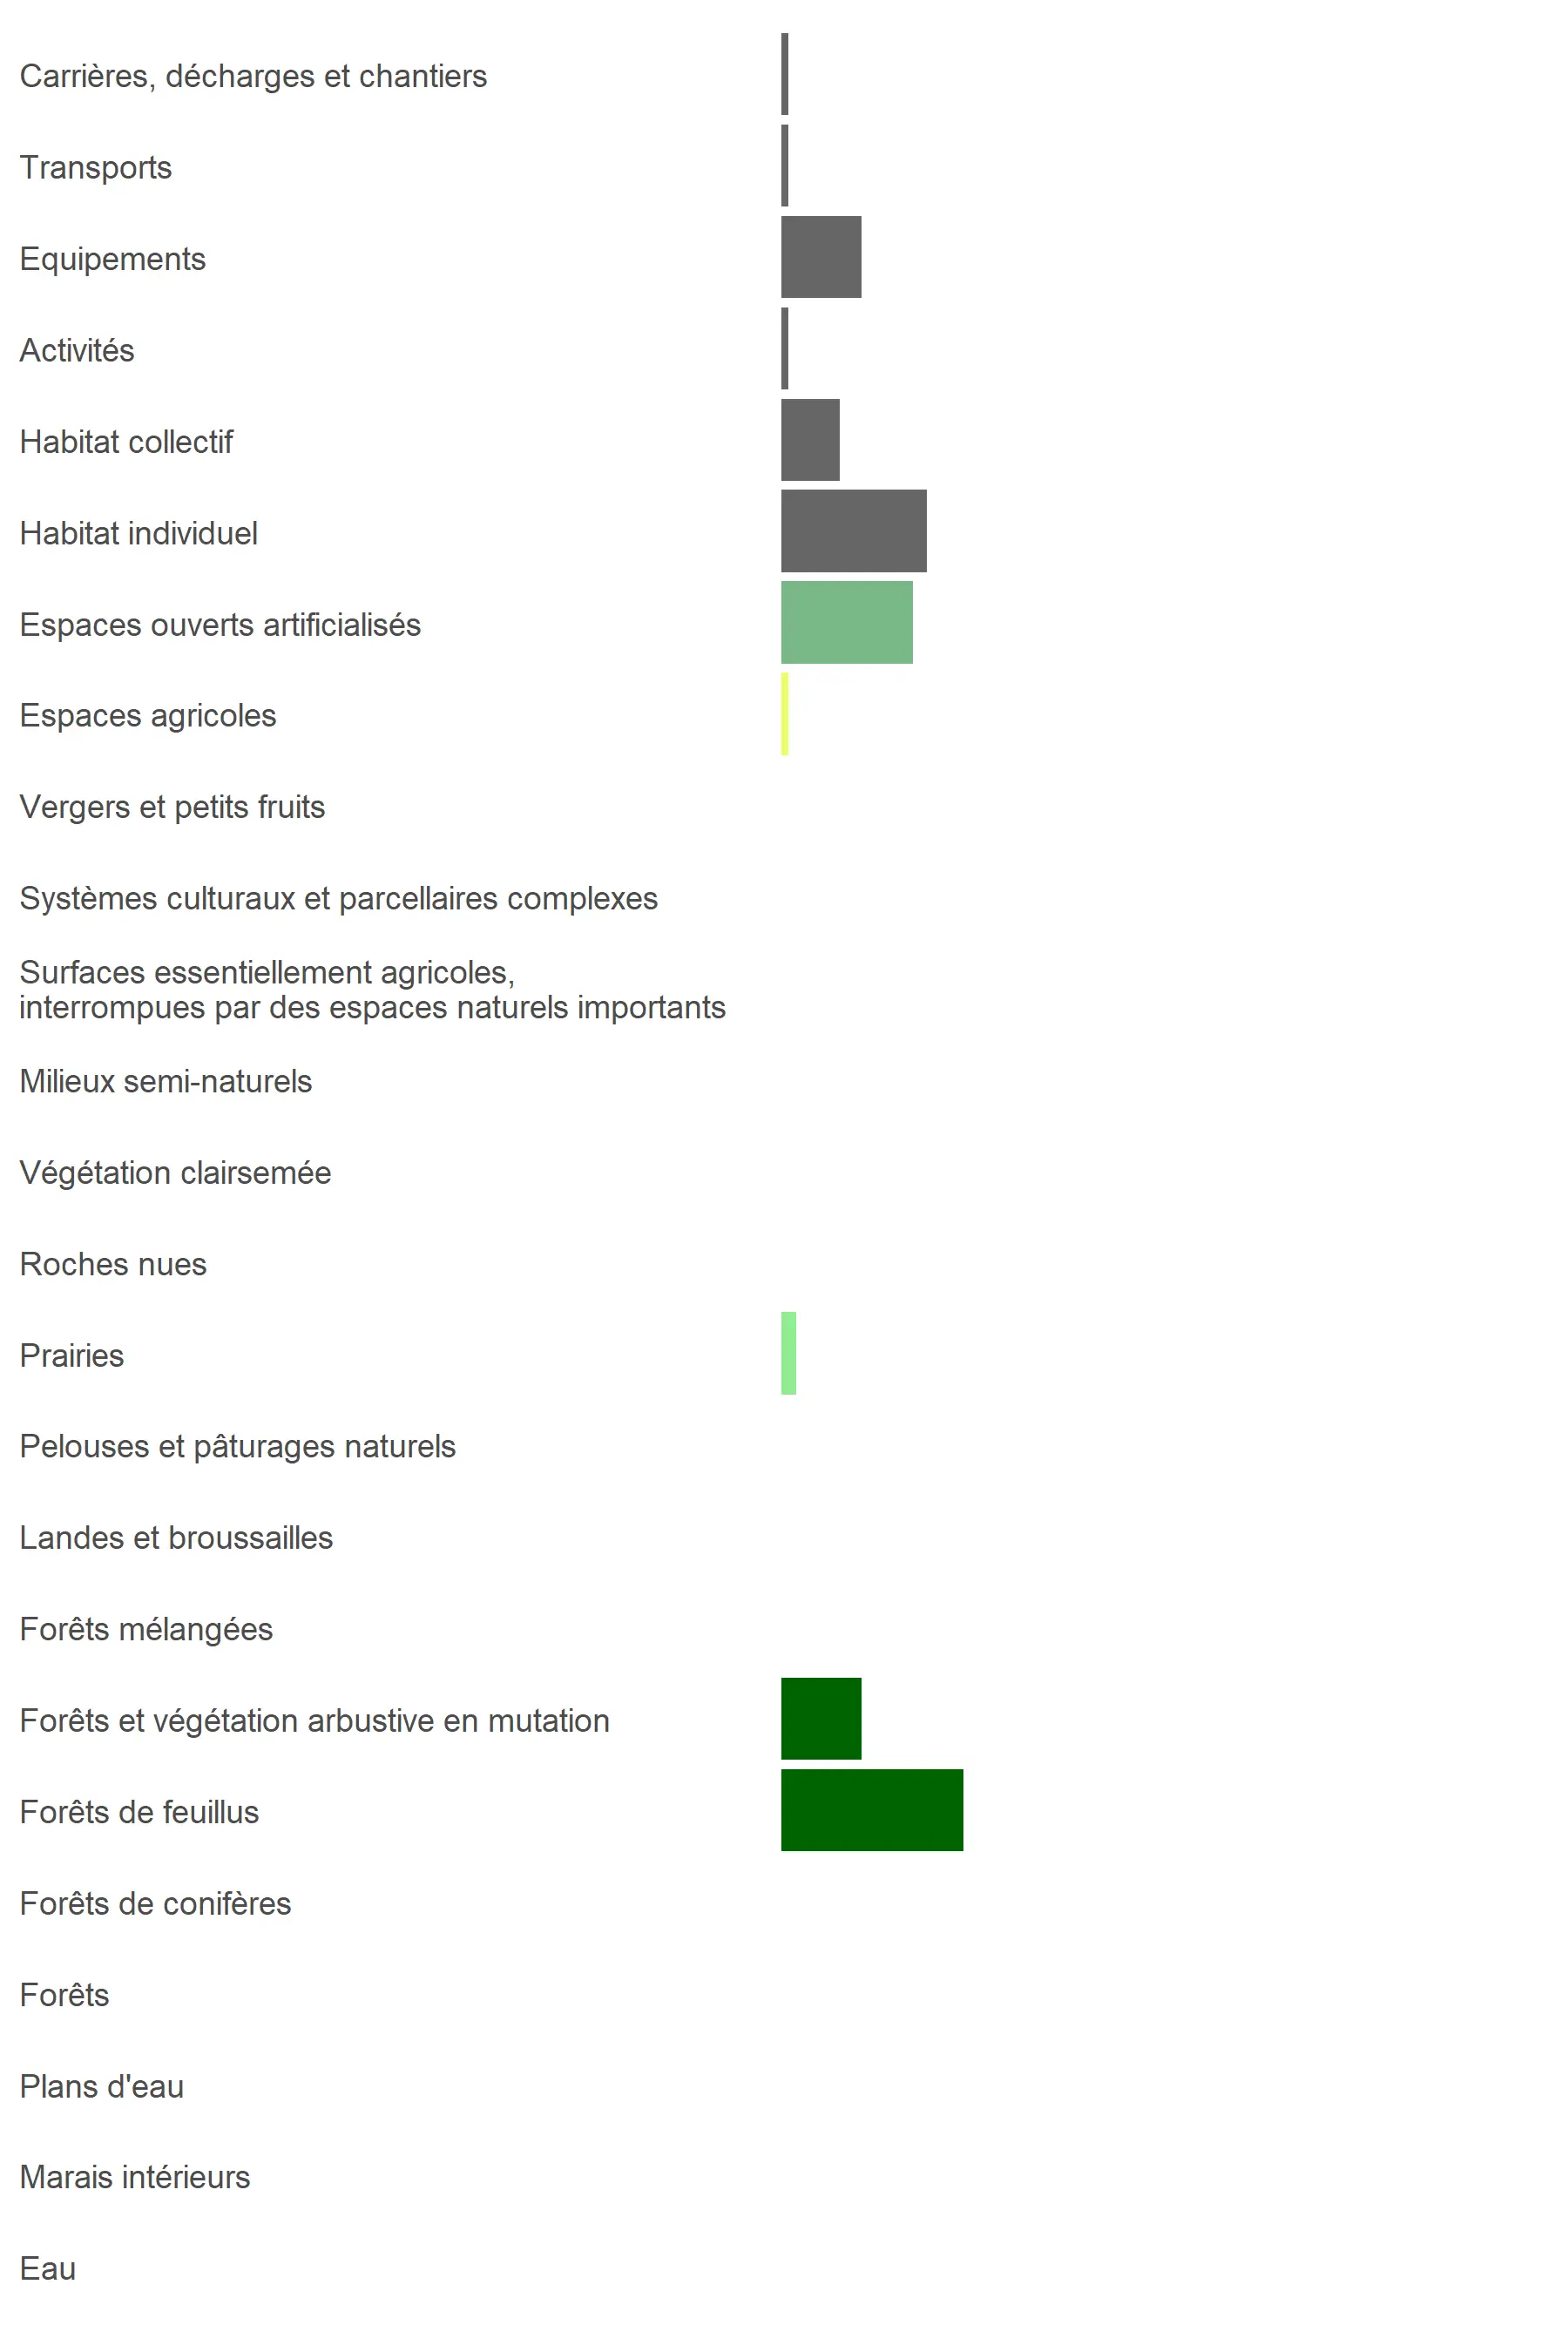 Carrières, décharges et chantiers
Transports
Equipements
Activités
Habitat collectif
Habitat individuel
Espaces ouverts artificialisés
Espaces agricoles
Vergers et petits fruits
Systèmes culturaux et parcellaires complexes
Surfaces essentiellement agricoles,
interrompues par des espaces naturels importants
Milieux semi-naturels
Végétation clairsemée
Roches nues
Prairies
Pelouses et pâturages naturels
Landes et broussailles
Forêts mélangées
Forêts et végétation arbustive en mutation
Forêts de feuillus
Forêts de conifères
Forêts
Plans d'eau
Marais intérieurs
Eau